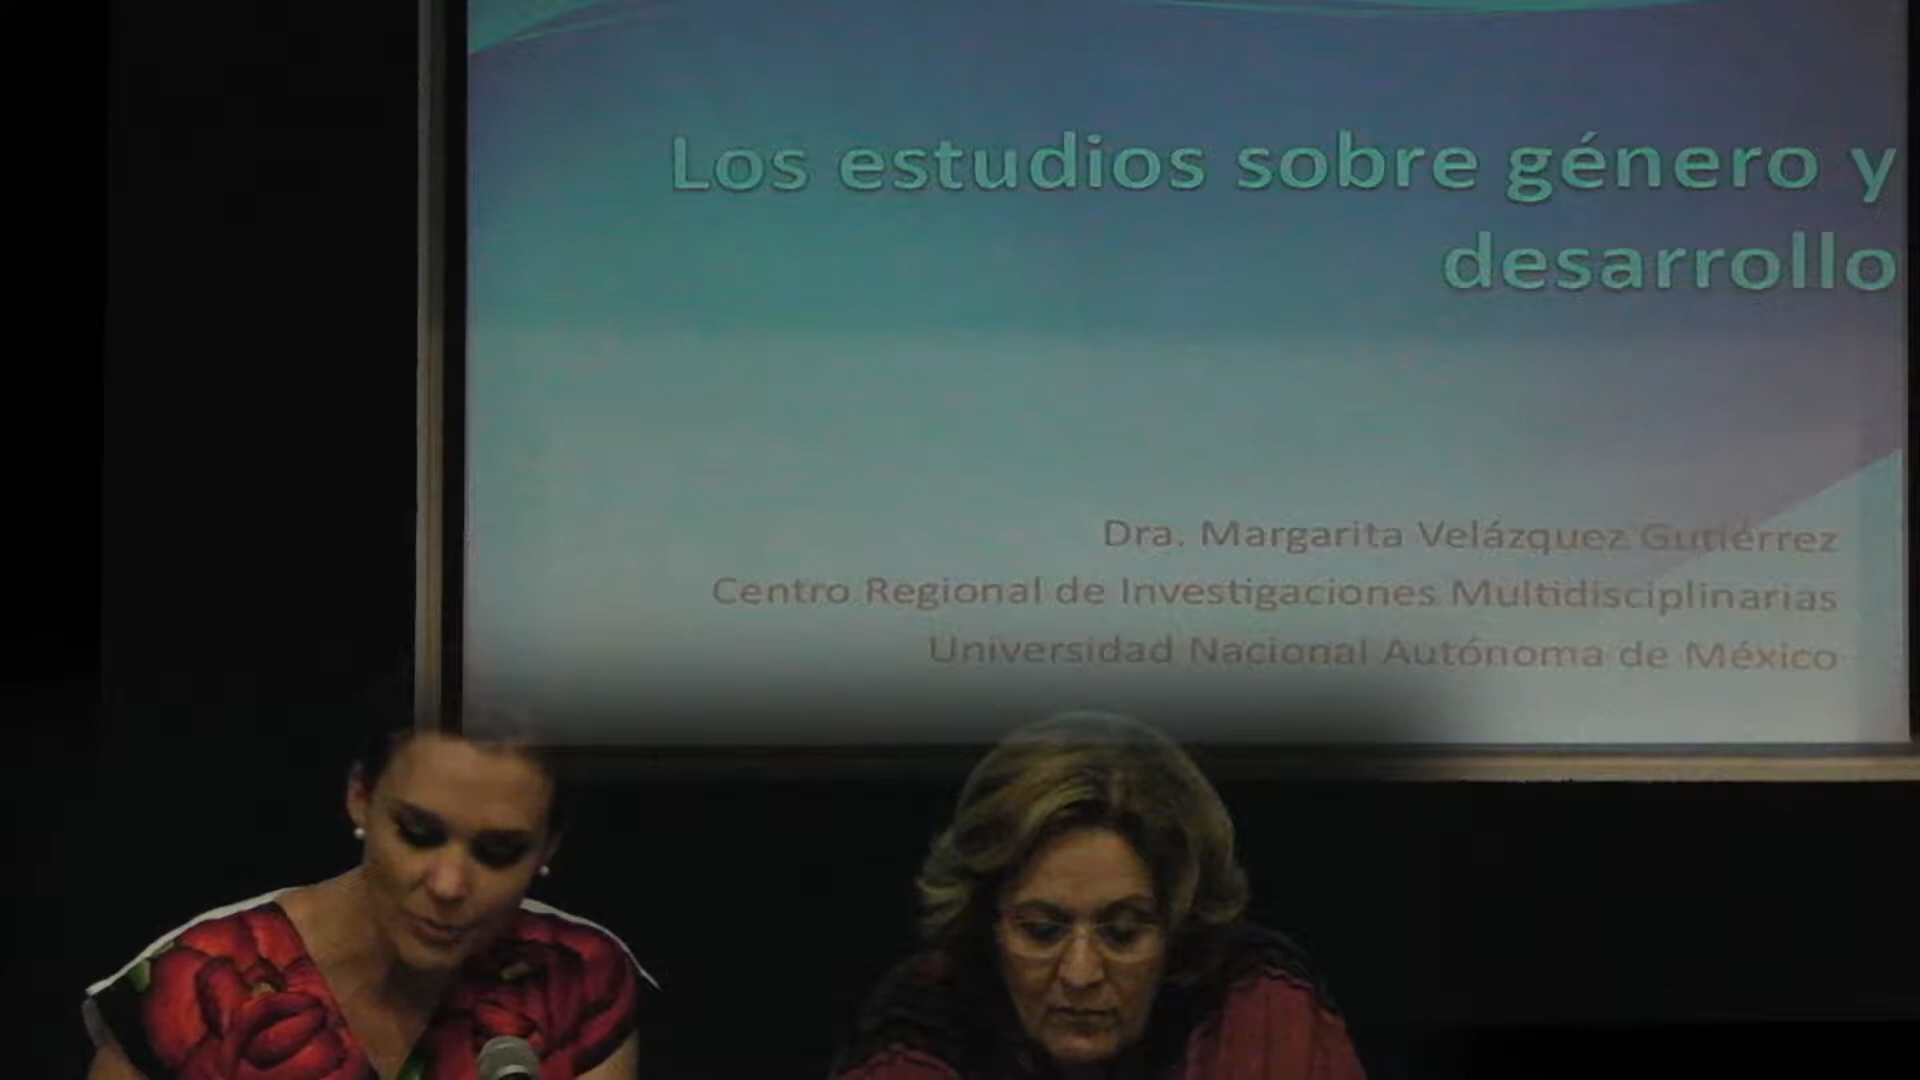 Los estudios sobre género y
desarrollo
Dra. Margarita Velázquez Gutiérrez
Centro Regional de Investigaciones Multidisciplinarias
Universidad Nacional Autónoma de México